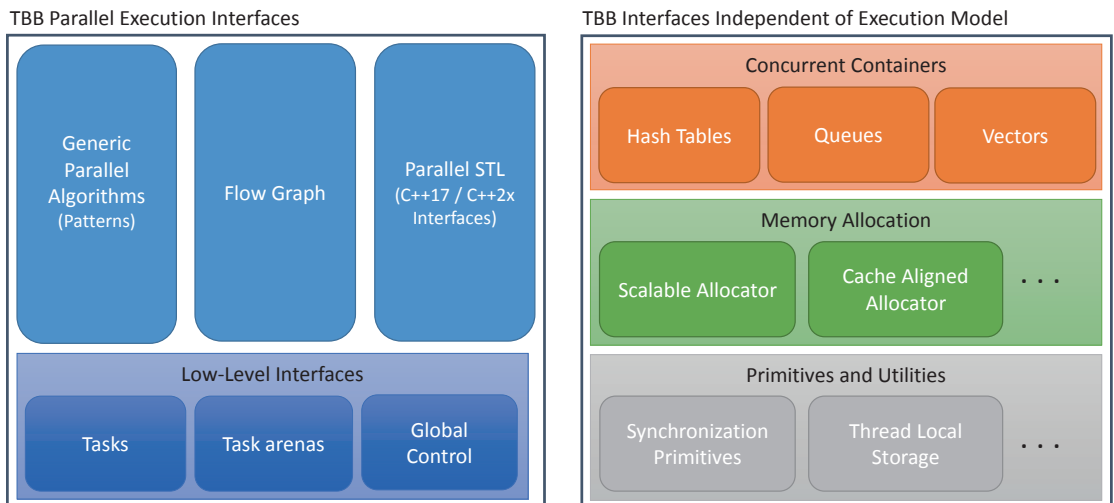 TBB Parallel Execution Interfaces
Generic
Parallel
Algorithms
(Patterns)
Flow Graph
Parallel STL
(C++17 / C++2x
Interfaces)
Low-Level Interfaces
Tasks
Task arenas
Global
Control
TBB Interfaces Independent of Execution Model
Concurrent Containers
Hash Tables
Queues
Vectors
Memory Allocation
Scalable Allocator
Cache Aligned
Allocator
. . .
Primitives and Utilities
Synchronization
Primitives
Thread Local
Storage
. . .